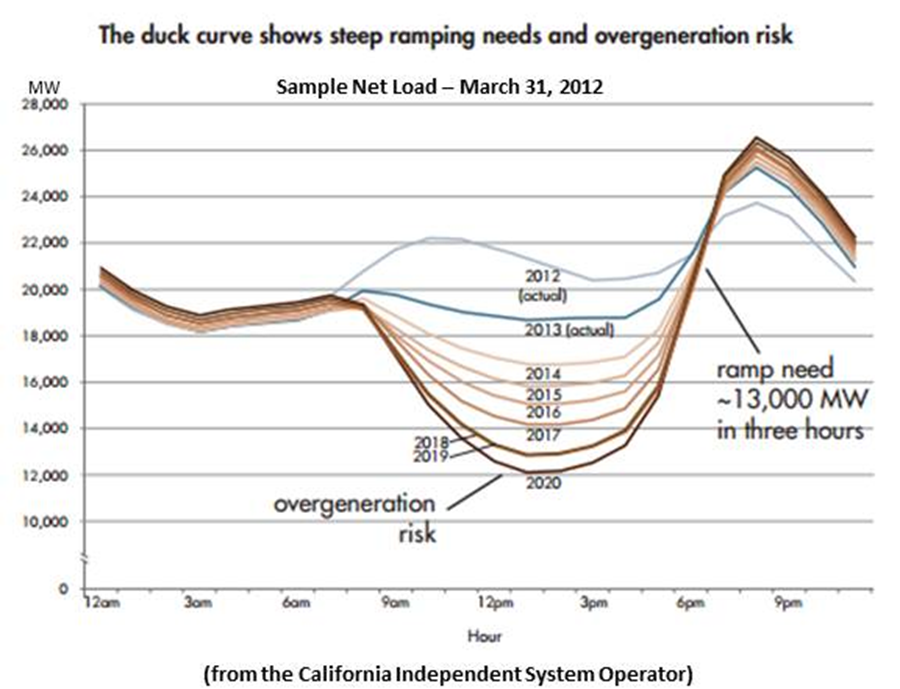 The duck curve shows steep ramping needs and overgeneration risk
MW
Sample Net Load – March 31, 2012
28,000
26,000
24,000
22,000
20,000
18,000
16,000
14,000
12,000
10,000
0
2012
(actual)
2013 (actual)
2014
2015
2016
2017
2018
2019
2020
ramp need
~13,000 MW
in three hours
overgeneration
risk
12am 3am 6am 9am 12pm 3pm 6pm 9pm
Hour
(from the California Independent System Operator)